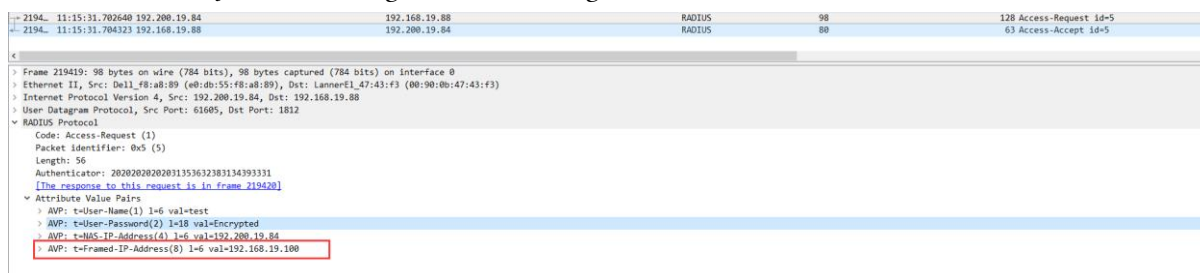 2194… 11:15:31.702640 192.200.19.84 192.168.19.88 RADIUS 98 128 Access-Request id=5
2194… 11:15:31.704323 192.168.19.88 192.200.19.84 RADIUS 80 63 Access-Accept id=5
<
> Frame 219419: 98 bytes on wire (784 bits), 98 bytes captured (784 bits) on interface 0
> Ethernet II, Src: Dell_f8:a8:89 (e0:db:55:f8:a8:89), Dst: LannerEl_47:43:f3 (00:90:0b:47:43:f3)
> Internet Protocol Version 4, Src: 192.200.19.84, Dst: 192.168.19.88
> User Datagram Protocol, Src Port: 61605, Dst Port: 1812
RADIUS Protocol
Code: Access-Request (1)
Packet identifier: 0x5 (5)
Length: 56
Authenticator: 20202020202031353632383134393331
[The response to this request is in frame 219420]
Attribute Value Pairs
> AVP: t=User-Name(1) l=6 val=test
> AVP: t=User-Password(2) l=18 val=Encrypted
> AVP: t=NAS-IP-Address(4) l=6 val=192.200.19.84
> AVP: t=Framed-IP-Address(8) l=6 val=192.168.19.100